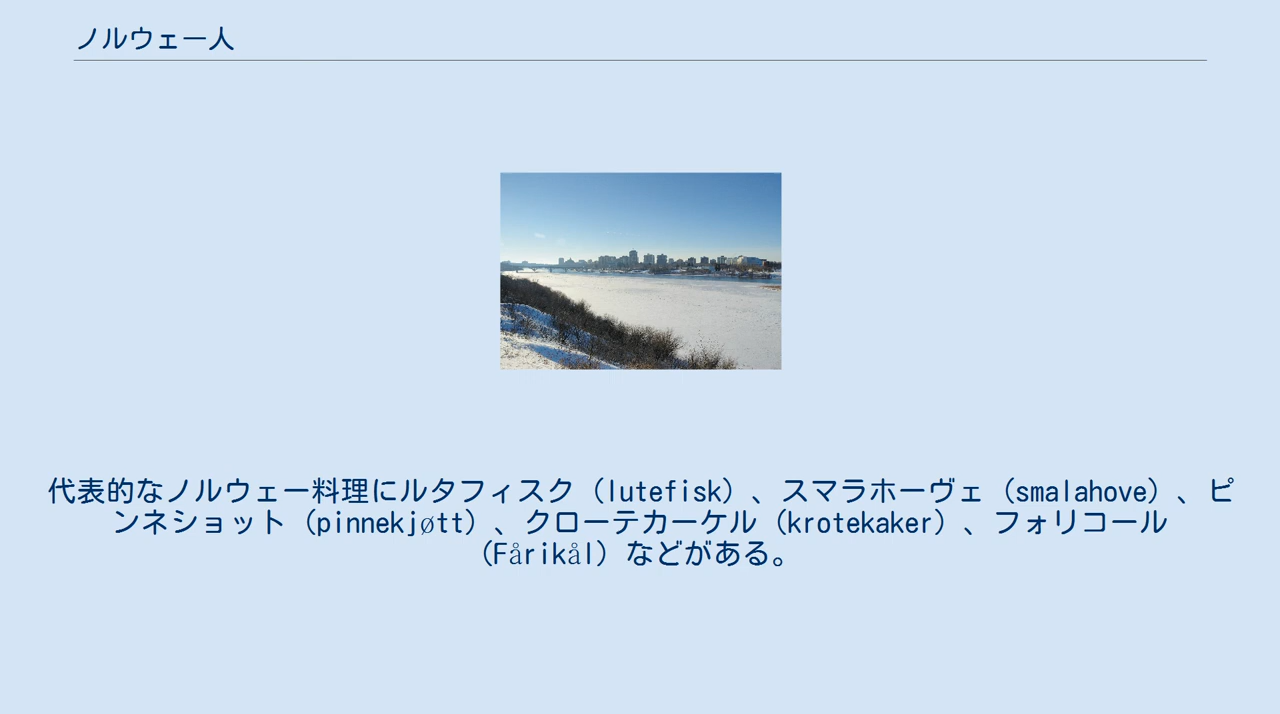 ノルウェー人
代表的なノルウェー料理にルタフィスク（lutefisk）、スマラホーヴェ（smalahove）、ピ
ンネショット（pinnekjøtt）、クローテカーケル（krotekaker）、フォリコール
（Fårikål）などがある。